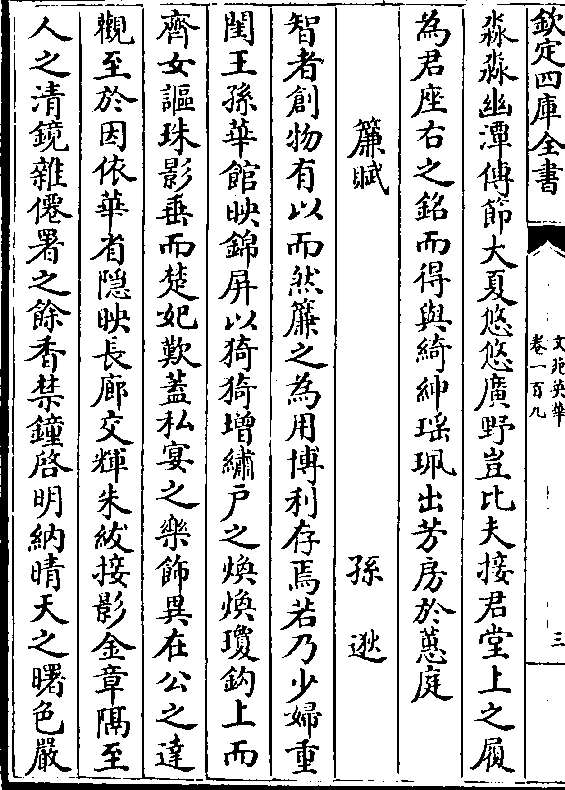 欽定四庫全書
文苑英華
卷一百九
三
淼淼幽潭傅節大夏悠悠廣野豈比夫接君堂上之屐
為君座右之銘而得與綺紳瑶珮出芳房於蕙庭
簾賦
孫逖
智者創物有以而然簾之為用博利存焉若乃少婦重
閨王孫華館映錦屏以猗猗增繡户之煥煥瓊鈎上而
齊女謳珠影垂而楚妃歎蓋私宴之樂飾異在公之達
觀至於因依華省隠映長廊交輝朱紱接影金章隔至
人之清鏡雜僊署之餘香禁鐘啓明納晴天之曙色嚴